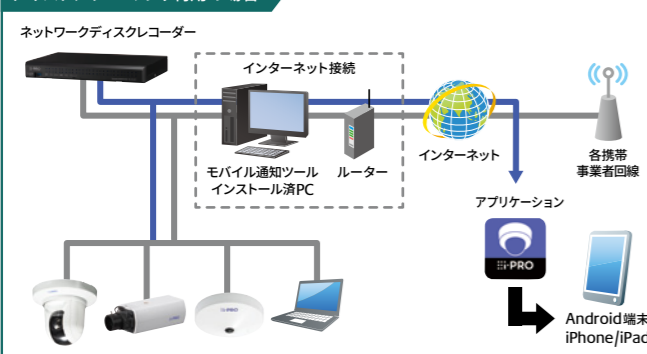 ネットワークディスクレコーダー
インターネット接続
モバイル通知ツール
インストール済PC
ルーター
インターネット
各携帯
事業者回線
アプリケーション
i-PRO
i-PRO
Android端末
iPhone/iPad